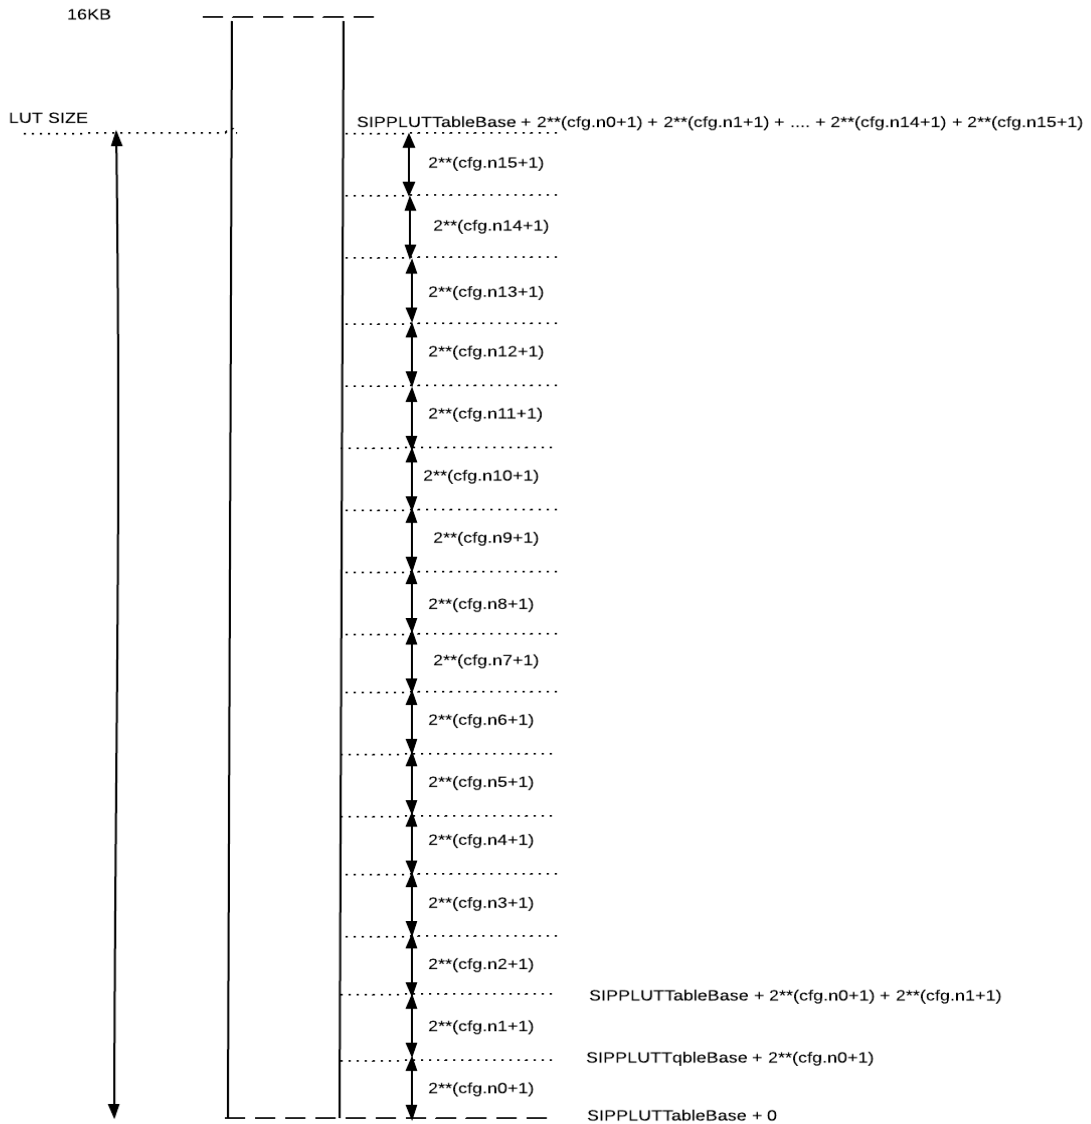 16KB
LUT SIZE
SIPPLUTTableBase + 2**(cfg.n0+1) + 2**(cfg.n1+1) + .... + 2**(cfg.n14+1) + 2**(cfg.n15+1)
2**(cfg.n15+1)
2**(cfg.n14+1)
2**(cfg.n13+1)
2**(cfg.n12+1)
2**(cfg.n11+1)
2**(cfg.n10+1)
2**(cfg.n9+1)
2**(cfg.n8+1)
2**(cfg.n7+1)
2**(cfg.n6+1)
2**(cfg.n5+1)
2**(cfg.n4+1)
2**(cfg.n3+1)
2**(cfg.n2+1)
SIPPLUTTableBase + 2**(cfg.n0+1) + 2**(cfg.n1+1)
2**(cfg.n1+1)
SIPPLUTTqbleBase + 2**(cfg.n0+1)
2**(cfg.n0+1)
SIPPLUTTableBase + 0